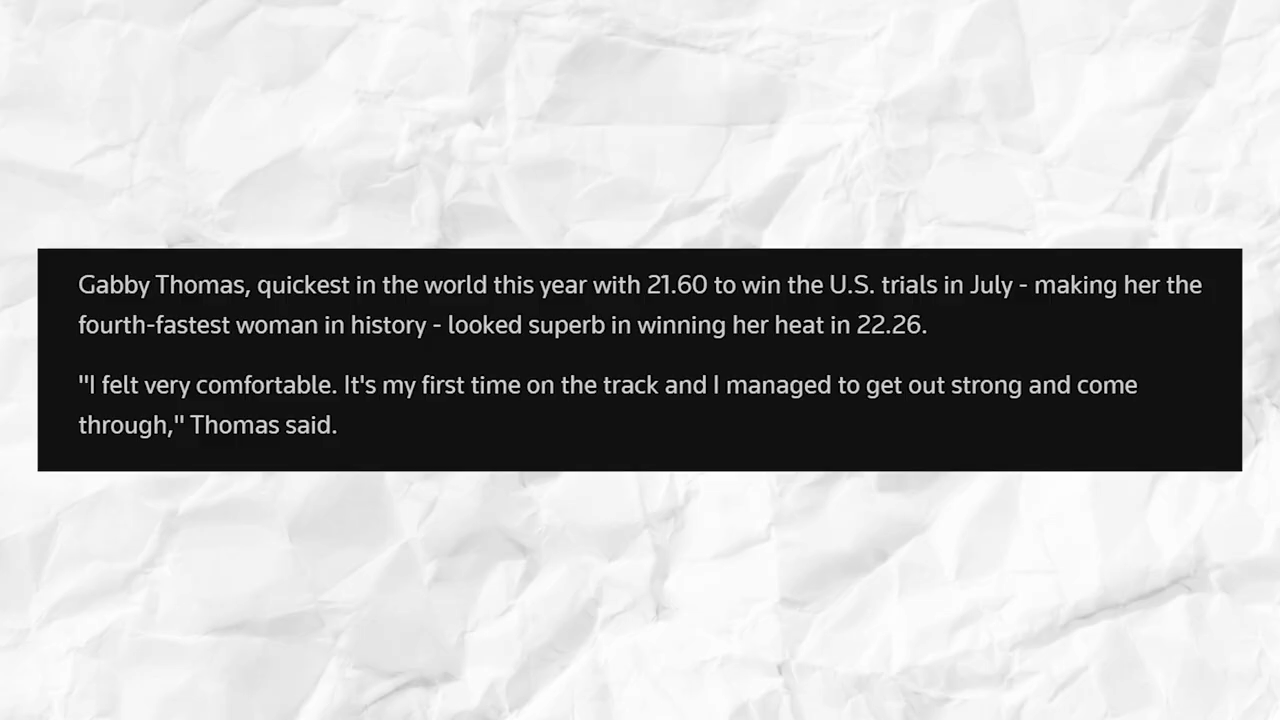 Gabby Thomas, quickest in the world this year with 21.60 to win the U.S. trials in July - making her the
fourth-fastest woman in history - looked superb in winning her heat in 22.26.
"I felt very comfortable. It's my first time on the track and I managed to get out strong and come
through," Thomas said.